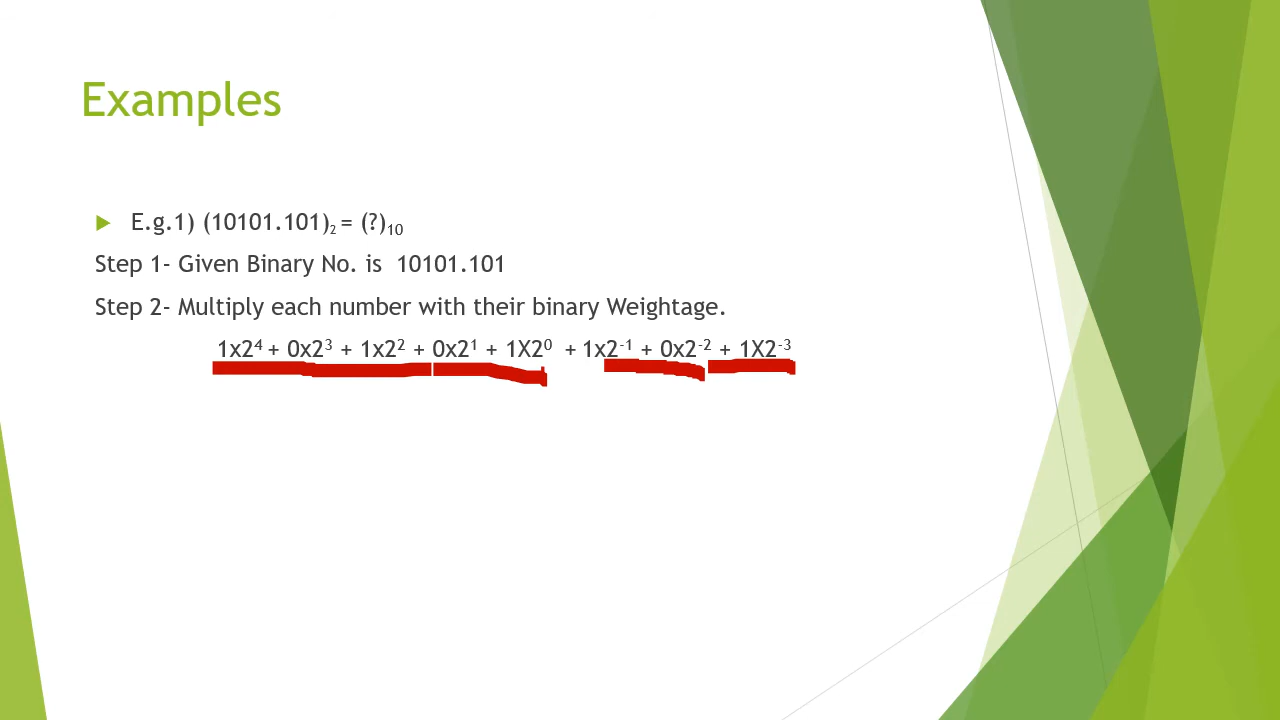 Examples
E.g.1) (10101.101)₂ = (?)₁₀
Step 1- Given Binary No. is 10101.101
Step 2- Multiply each number with their binary Weightage.
1x2⁴ + 0x2³ + 1x2² + 0x2¹ + 1X2⁰ + 1x2⁻¹ + 0x2⁻² + 1X2⁻³